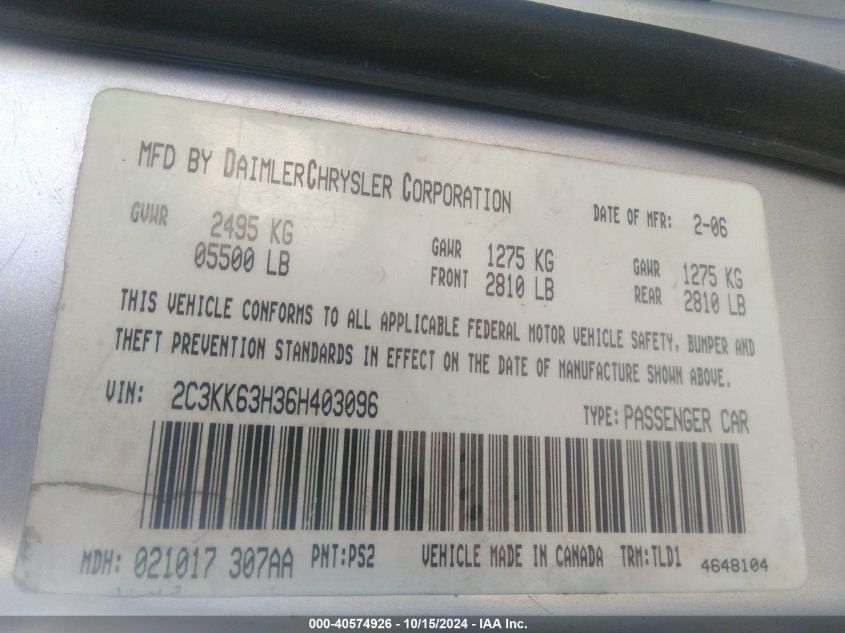 MFD BY DAIMLERCHRYSLER CORPORATION
DATE OF MFR: 2-06
GVWR 2495 KG
05500 LB
GAWR 1275 KG
FRONT 2810 LB
GAWR 1275 KG
REAR 2810 LB
THIS VEHICLE CONFORMS TO ALL APPLICABLE FEDERAL MOTOR VEHICLE SAFETY, BUMPER AND
THEFT PREVENTION STANDARDS IN EFFECT ON THE DATE OF MANUFACTURE SHOWN ABOVE.
VIN: 2C3KK63H36H403096
TYPE: PASSENGER CAR
MDH: 021017 307AA PNT:PS2 VEHICLE MADE IN CANADA TRM:TLD1 4648104
000-40574926 - 10/15/2024 - IAA Inc.